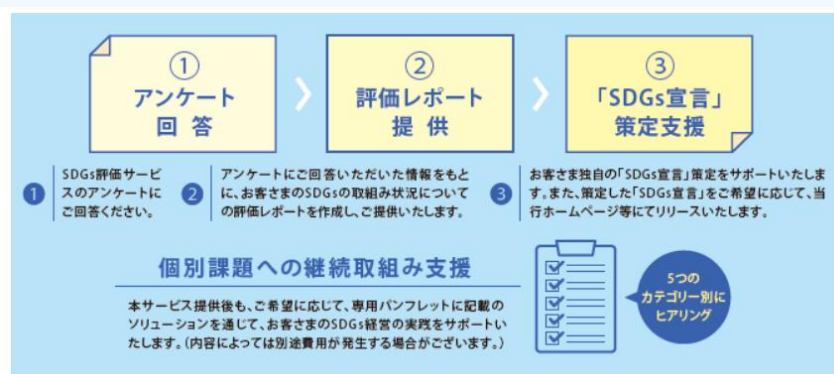 ①
アンケート
回答
②
評価レポート
提供
③
「SDGs宣言」
策定支援
1
SDGs評価サービ
スのアンケートに
ご回答ください。
2
アンケートにご回答いただいた情報をもと
に、お客さまのSDGsの取組み状況について
の評価レポートを作成し、ご提供いたします。
3
お客さま独自の「SDGs宣言」策定をサポートいたしま
す。また、策定した「SDGs宣言」をご希望に応じて、当
行ホームページ等にてリリースいたします。
個別課題への継続取組み支援
本サービス提供後も、ご希望に応じて、専用パンフレットに記載の
ソリューションを通じて、お客さまのSDGs経営の実践をサポートい
たします。(内容によっては別途費用が発生する場合がございます。)
5つの
カテゴリー別に
ヒアリング